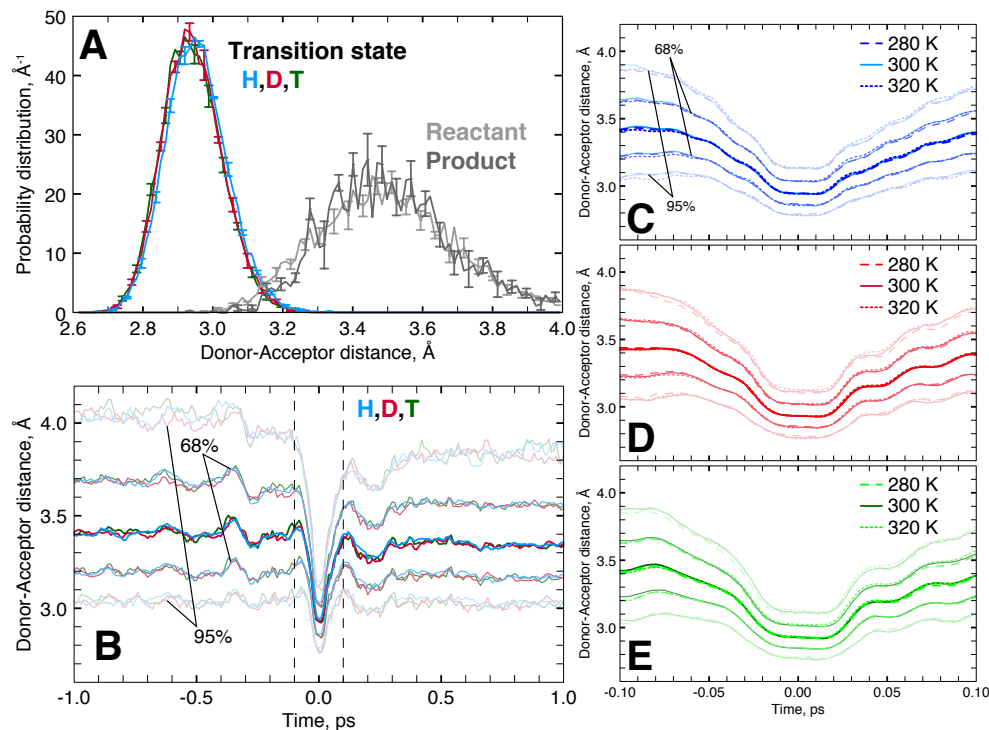 A
Transition state
H,D,T
Reactant
Product
Probability distribution, Å-1
50
40
30
20
10
0
2.6 2.8 3.0 3.2 3.4 3.6 3.8 4.0
Donor-Acceptor distance, Å
B
H,D,T
68%
95%
Donor-Acceptor distance, Å
4.0
3.5
3.0
-1.0 -0.5 0.0 0.5 1.0
Time, ps
C
68%
95%
280 K
300 K
320 K
Donor-Acceptor distance, Å
4.0
3.5
3.0
D
280 K
300 K
320 K
Donor-Acceptor distance, Å
4.0
3.5
3.0
E
280 K
300 K
320 K
Donor-Acceptor distance, Å
4.0
3.5
3.0
-0.10 -0.05 0.00 0.05 0.10
Time, ps